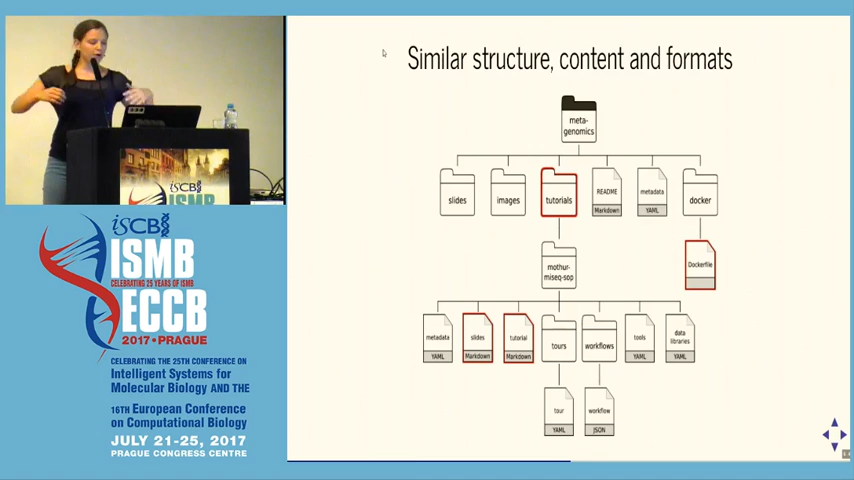 Similar structure, content and formats
meta-
genomics
slides
images
tutorials
README
Markdown
metadata
YAML
docker
mothur-
miseq-sop
Dockerfile
metadata
YAML
slides
Markdown
tutorial
Markdown
tours
workflows
tools
YAML
data
libraries
YAML
tour
YAML
workflow
JSON
iSCB
ISMB
iSCB
ISMB
CELEBRATING 25 YEARS OF ISMB
ECCB
2017 • PRAGUE
CELEBRATING THE 25TH CONFERENCE ON
Intelligent Systems for
Molecular Biology AND THE
16TH European Conference
on Computational Biology
JULY 21-25, 2017
PRAGUE CONGRESS CENTRE